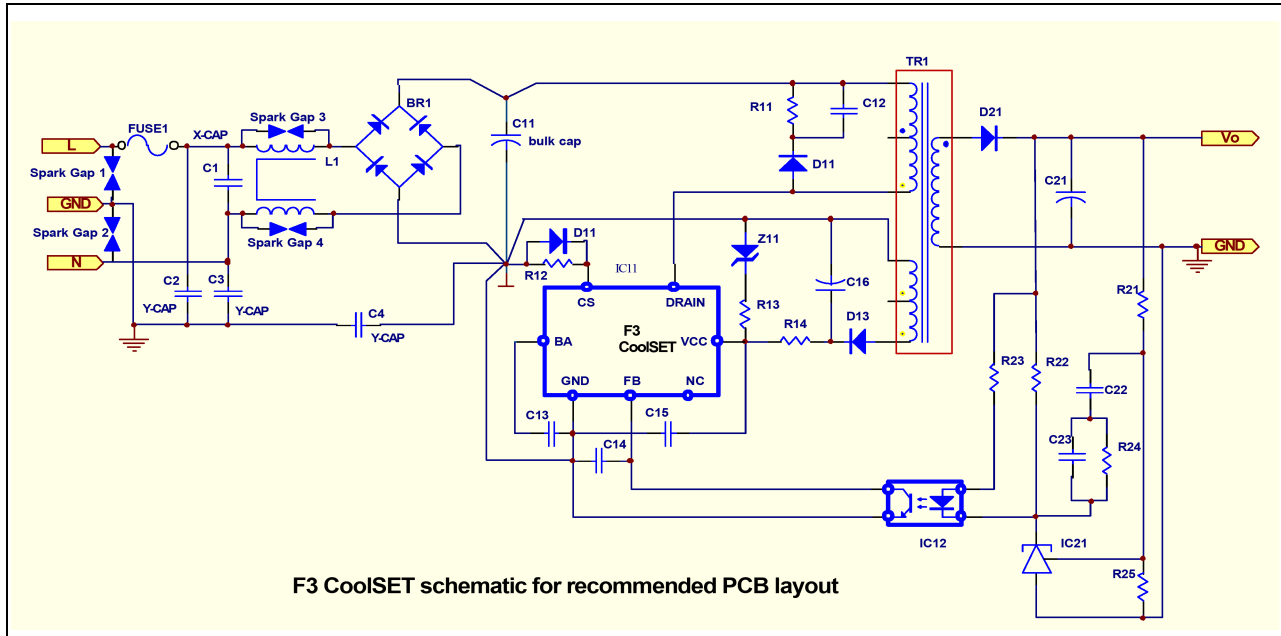 TR1
BR1
R11
C12
D21
Spark Gap 3
C11
bulk cap
FUSE1
X-CAP
L
L1
Vo
C1
D11
Spark Gap 1
C21
GND
Spark Gap 2
Spark Gap 4
D11
Z11
GND
N
R12
IC11
C2
C3
CS
DRAIN
C16
R21
Y-CAP
Y-CAP
R13
C4
Y-CAP
F3
CoolSET
BA
VCC
R14
D13
R23
R22
GND
FB
NC
C22
C13
C15
C14
C23
R24
IC12
IC21
R25
F3 CoolSET schematic for recommended PCB layout